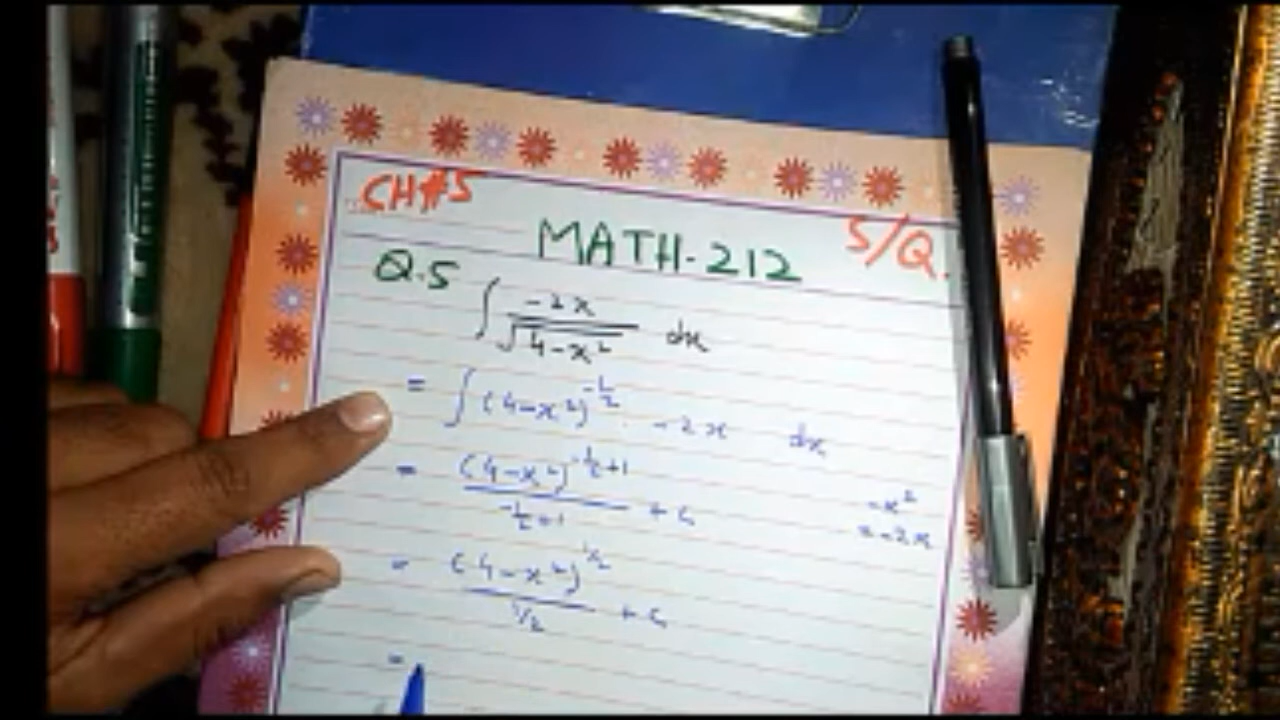 CH#5
MATH-212
S/Q.
Q.5 ∫ -2x / √(4-x²) dx
= ∫ (4-x²)^(-1/2) . -2x dx
= (4-x²)^(-1/2+1) / (-1/2+1) + C
-x²
= -2x
= (4-x²)^(1/2) / (1/2) + C
=